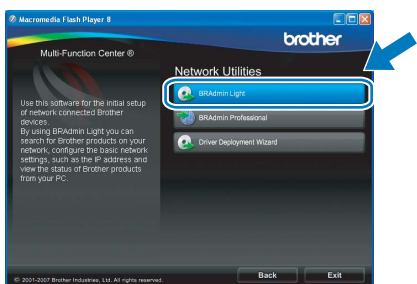 Macromedia Flash Player 8
brother
Multi-Function Center ®
Network Utilities
BRAdmin Light
BRAdmin Professional
Driver Deployment Wizard
Use this software for the initial setup
of network connected Brother
devices.
By using BRAdmin Light you can
search for Brother products on your
network, configure the basic network
settings, such as the IP address and
view the status of Brother products
from your PC.
© 2001-2007 Brother Industries, Ltd. All rights reserved.
Back
Exit